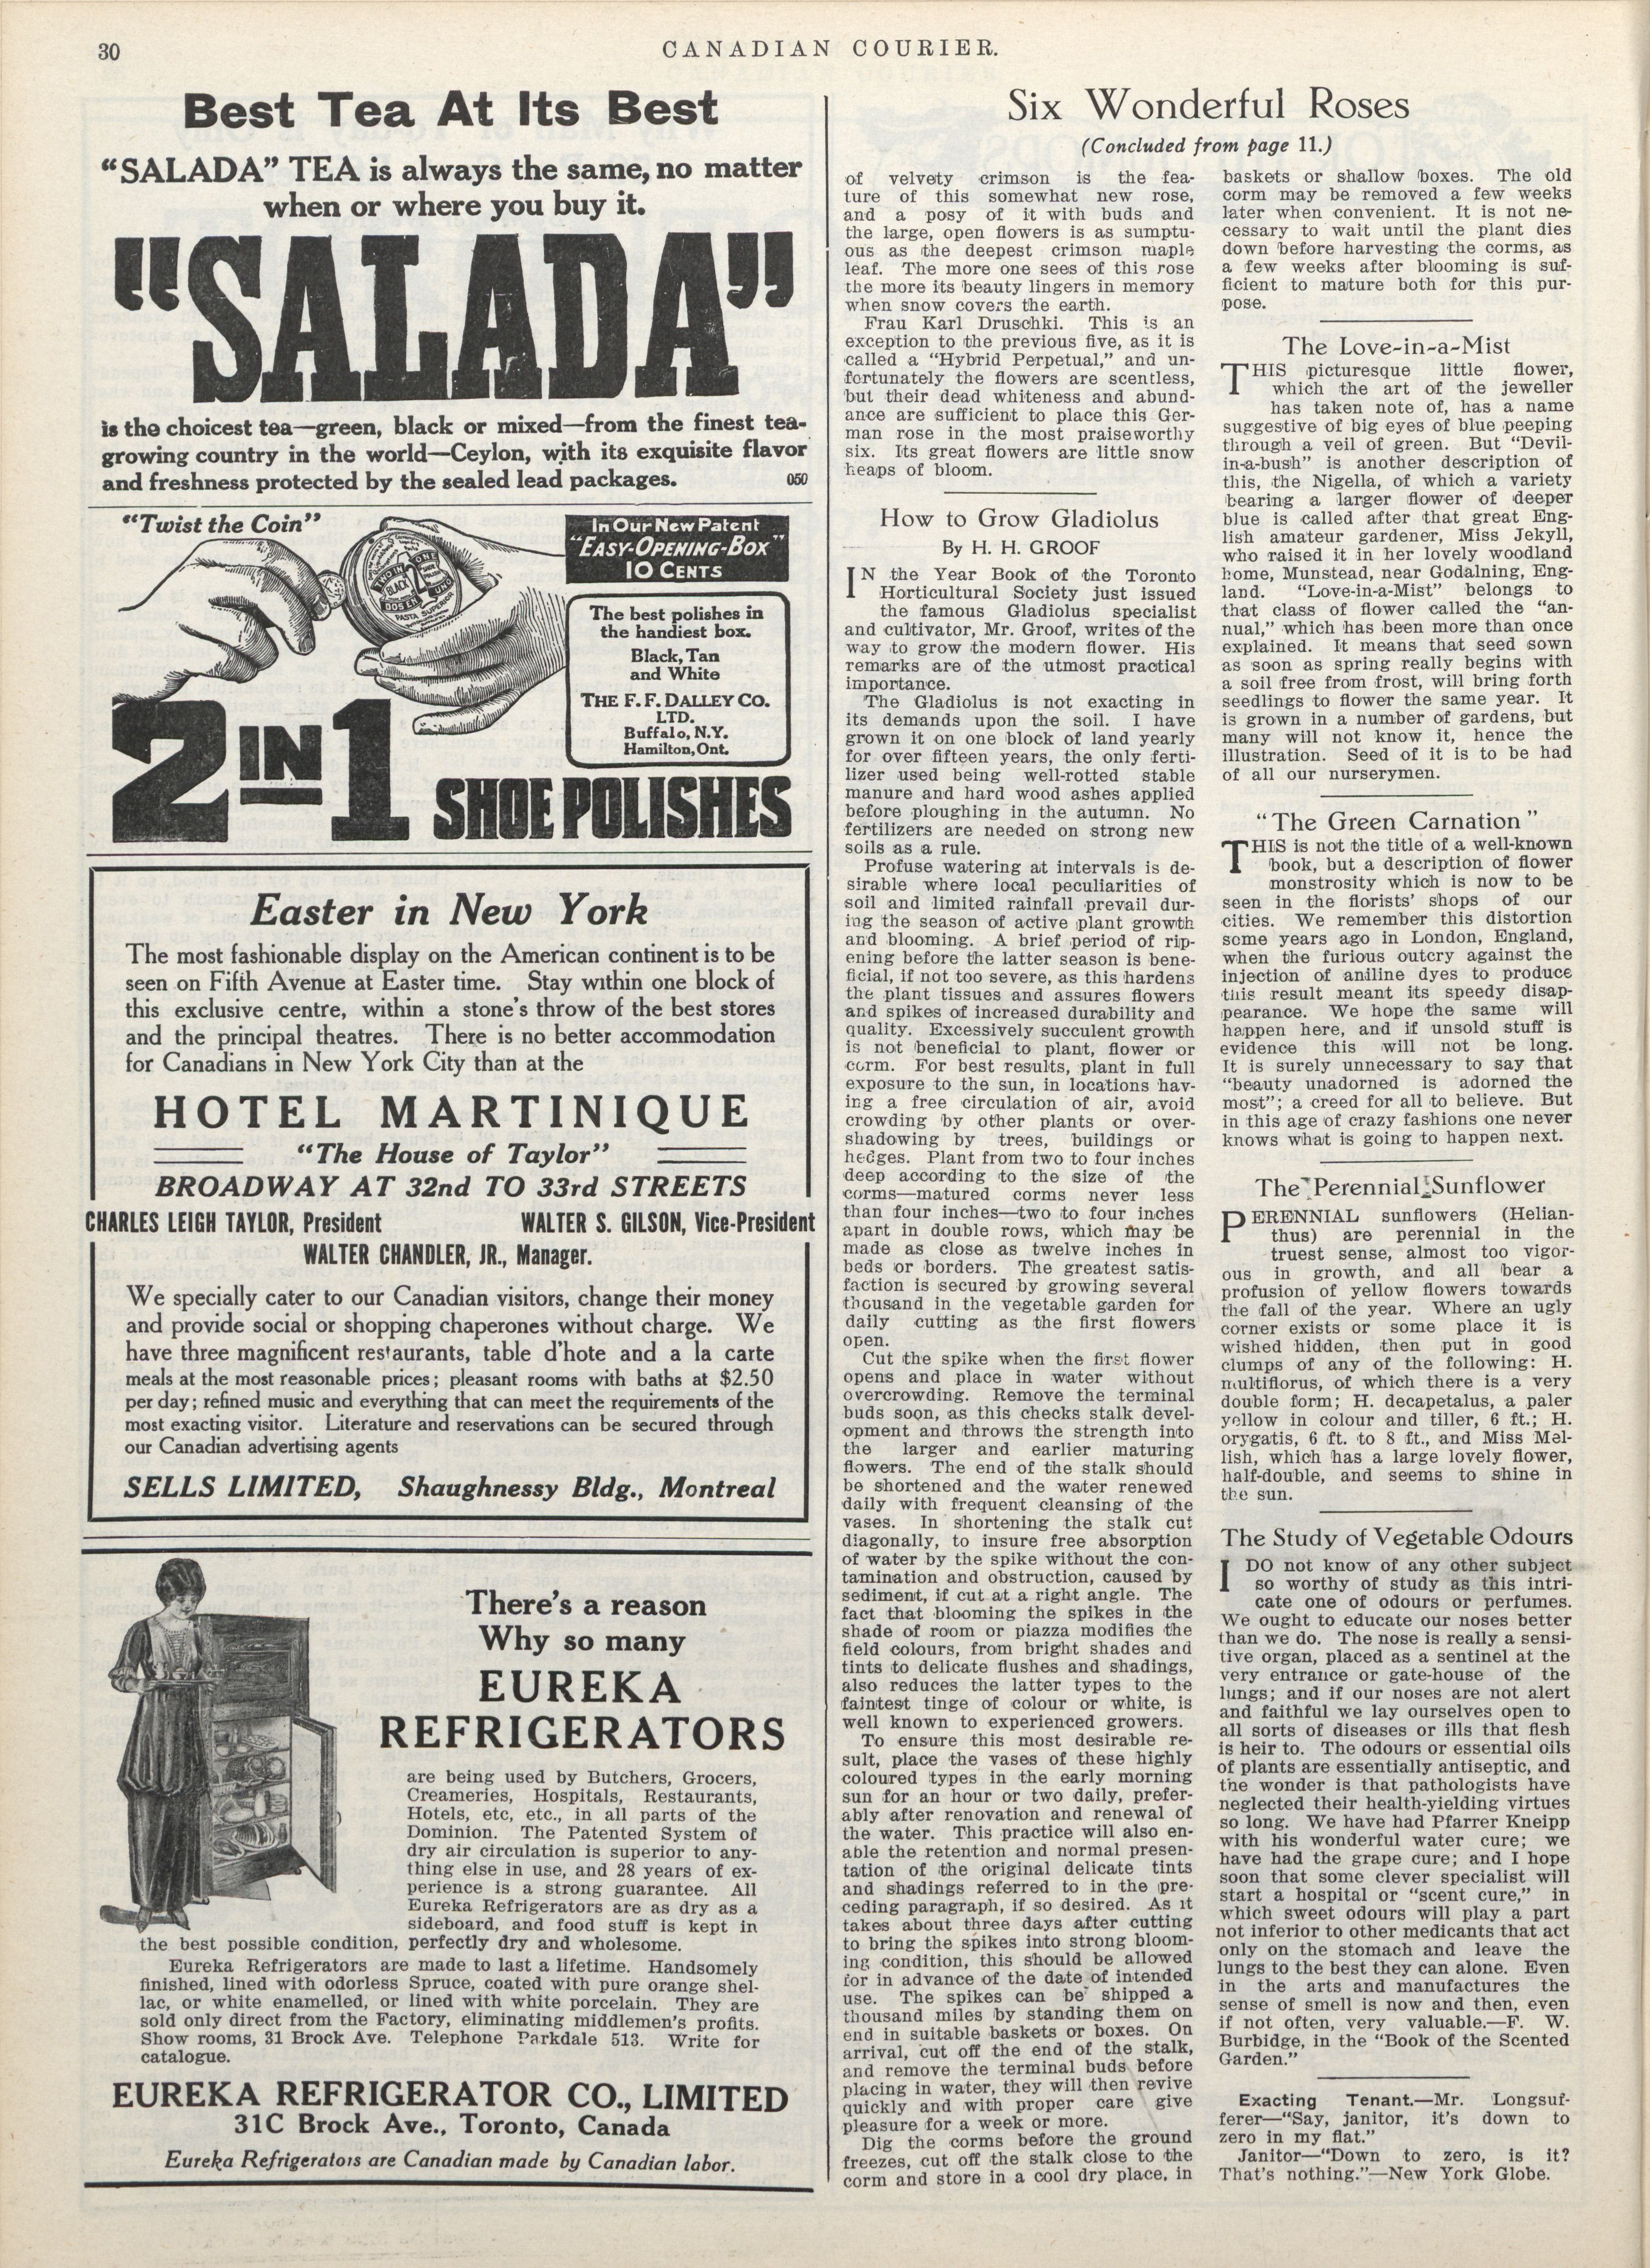 30
CANADIAN COURIER.
Best Tea At Its Best
“SALADA” TEA is always the same, no matter
when or where you buy it.
“SALADA”
is the choicest tea—green, black or mixed—from the finest tea-
growing country in the world—Ceylon, with its exquisite flavor
and freshness protected by the sealed lead packages. 050
“Twist the Coin”
In Our New Patent
“EASY-OPENING-BOX”
10 CENTS
TWO IN ONE
BLACK
PASTA SUPERIOR
The best polishes in
the handiest box.
Black, Tan
and White
THE F. F. DALLEY CO.
LTD.
Buffalo, N.Y.
Hamilton, Ont.
2 IN 1 SHOE POLISHES
Easter in New York
The most fashionable display on the American continent is to be
seen on Fifth Avenue at Easter time. Stay within one block of
this exclusive centre, within a stone's throw of the best stores
and the principal theatres. There is no better accommodation
for Canadians in New York City than at the
HOTEL MARTINIQUE
“The House of Taylor”
BROADWAY AT 32nd TO 33rd STREETS
CHARLES LEIGH TAYLOR, President WALTER S. GILSON, Vice-President
WALTER CHANDLER, JR., Manager.
We specially cater to our Canadian visitors, change their money
and provide social or shopping chaperones without charge. We
have three magnificent restaurants, table d'hote and a la carte
meals at the most reasonable prices; pleasant rooms with baths at $2.50
per day; refined music and everything that can meet the requirements of the
most exacting visitor. Literature and reservations can be secured through
our Canadian advertising agents
SELLS LIMITED, Shaughnessy Bldg., Montreal
There's a reason
Why so many
EUREKA
REFRIGERATORS
are being used by Butchers, Grocers,
Creameries, Hospitals, Restaurants,
Hotels, etc, etc., in all parts of the
Dominion. The Patented System of
dry air circulation is superior to any-
thing else in use, and 28 years of ex-
perience is a strong guarantee. All
Eureka Refrigerators are as dry as a
sideboard, and food stuff is kept in
the best possible condition, perfectly dry and wholesome.
Eureka Refrigerators are made to last a lifetime. Handsomely
finished, lined with odorless Spruce, coated with pure orange shel-
lac, or white enamelled, or lined with white porcelain. They are
sold only direct from the Factory, eliminating middlemen's profits.
Show rooms, 31 Brock Ave. Telephone Parkdale 513. Write for
catalogue.
EUREKA REFRIGERATOR CO., LIMITED
31C Brock Ave., Toronto, Canada
Eureka Refrigerators are Canadian made by Canadian labor.
Six Wonderful Roses
(Concluded from page 11.)
of velvety crimson is the fea-
ture of this somewhat new rose,
and a posy of it with buds and
the large, open flowers is as sumptu-
ous as the deepest crimson maple
leaf. The more one sees of this rose
the more its beauty lingers in memory
when snow covers the earth.
Frau Karl Druschki. This is an
exception to the previous five, as it is
called a “Hybrid Perpetual,” and un-
fortunately the flowers are scentless,
but their dead whiteness and abund-
ance are sufficient to place this Ger-
man rose in the most praiseworthy
six. Its great flowers are little snow
heaps of bloom.
How to Grow Gladiolus
By H. H. GROOF
IN the Year Book of the Toronto
Horticultural Society just issued
the famous Gladiolus specialist
and cultivator, Mr. Groof, writes of the
way to grow the modern flower. His
remarks are of the utmost practical
importance.
The Gladiolus is not exacting in
its demands upon the soil. I have
grown it on one block of land yearly
for over fifteen years, the only ferti-
lizer used being well-rotted stable
manure and hard wood ashes applied
before ploughing in the autumn. No
fertilizers are needed on strong new
soils as a rule.
Profuse watering at intervals is de-
sirable where local peculiarities of
soil and limited rainfall prevail dur-
ing the season of active plant growth
and blooming. A brief period of rip-
ening before the latter season is bene-
ficial, if not too severe, as this hardens
the plant tissues and assures flowers
and spikes of increased durability and
quality. Excessively succulent growth
is not beneficial to plant, flower or
corm. For best results, plant in full
exposure to the sun, in locations hav-
ing a free circulation of air, avoid
crowding by other plants or over-
shadowing by trees, buildings or
hedges. Plant from two to four inches
deep according to the size of the
corms—matured corms never less
than four inches—two to four inches
apart in double rows, which may be
made as close as twelve inches in
beds or borders. The greatest satis-
faction is secured by growing several
thousand in the vegetable garden for
daily cutting as the first flowers
open.
Cut the spike when the first flower
opens and place in water without
overcrowding. Remove the terminal
buds soon, as this checks stalk devel-
opment and throws the strength into
the larger and earlier maturing
flowers. The end of the stalk should
be shortened and the water renewed
daily with frequent cleansing of the
vases. In shortening the stalk cut
diagonally, to insure free absorption
of water by the spike without the con-
tamination and obstruction, caused by
sediment, if cut at a right angle. The
fact that blooming the spikes in the
shade of room or piazza modifies the
field colours, from bright shades and
tints to delicate flushes and shadings,
also reduces the latter types to the
faintest tinge of colour or white, is
well known to experienced growers.
To ensure this most desirable re-
sult, place the vases of these highly
coloured types in the early morning
sun for an hour or two daily, prefer-
ably after renovation and renewal of
the water. This practice will also en-
able the retention and normal presen-
tation of the original delicate tints
and shadings referred to in the pre-
ceding paragraph, if so desired. As it
takes about three days after cutting
to bring the spikes into strong bloom-
ing condition, this should be allowed
for in advance of the date of intended
use. The spikes can be shipped a
thousand miles by standing them on
end in suitable baskets or boxes. On
arrival, cut off the end of the stalk,
and remove the terminal buds before
placing in water, they will then revive
quickly and with proper care give
pleasure for a week or more.
Dig the corms before the ground
freezes, cut off the stalk close to the
corm and store in a cool dry place, in
baskets or shallow boxes. The old
corm may be removed a few weeks
later when convenient. It is not ne-
cessary to wait until the plant dies
down before harvesting the corms, as
a few weeks after blooming is suf-
ficient to mature both for this pur-
pose.
The Love-in-a-Mist
THIS picturesque little flower,
which the art of the jeweller
has taken note of, has a name
suggestive of big eyes of blue peeping
through a veil of green. But “Devil-
in-a-bush” is another description of
this, the Nigella, of which a variety
bearing a larger flower of deeper
blue is called after that great Eng-
lish amateur gardener, Miss Jekyll,
who raised it in her lovely woodland
home, Munstead, near Godalning, Eng-
land. “Love-in-a-Mist” belongs to
that class of flower called the “an-
nual,” which has been more than once
explained. It means that seed sown
as soon as spring really begins with
a soil free from frost, will bring forth
seedlings to flower the same year. It
is grown in a number of gardens, but
many will not know it, hence the
illustration. Seed of it is to be had
of all our nurserymen.
“The Green Carnation”
THIS is not the title of a well-known
book, but a description of flower
monstrosity which is now to be
seen in the florists' shops of our
cities. We remember this distortion
some years ago in London, England,
when the furious outcry against the
injection of aniline dyes to produce
this result meant its speedy disap-
pearance. We hope the same will
happen here, and if unsold stuff is
evidence this will not be long.
It is surely unnecessary to say that
“beauty unadorned is adorned the
most”; a creed for all to believe. But
in this age of crazy fashions one never
knows what is going to happen next.
The Perennial Sunflower
PERENNIAL sunflowers (Helian-
thus) are perennial in the
truest sense, almost too vigor-
ous in growth, and all bear a
profusion of yellow flowers towards
the fall of the year. Where an ugly
corner exists or some place it is
wished hidden, then put in good
clumps of any of the following: H.
multiflorus, of which there is a very
double form; H. decapetalus, a paler
yellow in colour and tiller, 6 ft.; H.
orygatis, 6 ft. to 8 ft., and Miss Mel-
lish, which has a large lovely flower,
half-double, and seems to shine in
the sun.
The Study of Vegetable Odours
I DO not know of any other subject
so worthy of study as this intri-
cate one of odours or perfumes.
We ought to educate our noses better
than we do. The nose is really a sensi-
tive organ, placed as a sentinel at the
very entrance or gate-house of the
lungs; and if our noses are not alert
and faithful we lay ourselves open to
all sorts of diseases or ills that flesh
is heir to. The odours or essential oils
of plants are essentially antiseptic, and
the wonder is that pathologists have
neglected their health-yielding virtues
so long. We have had Pfarrer Kneipp
with his wonderful water cure; we
have had the grape cure; and I hope
soon that some clever specialist will
start a hospital or “scent cure,” in
which sweet odours will play a part
not inferior to other medicants that act
only on the stomach and leave the
lungs to the best they can alone. Even
in the arts and manufactures the
sense of smell is now and then, even
if not often, very valuable.—F. W.
Burbidge, in the “Book of the Scented
Garden.”
Exacting Tenant.—Mr. Longsuf-
ferer—“Say, janitor, it's down to
zero in my flat.”
Janitor—“Down to zero, is it?
That's nothing.”—New York Globe.